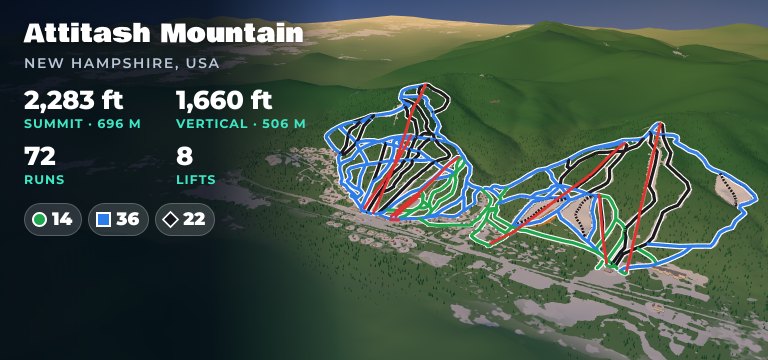 Attitash Mountain
NEW HAMPSHIRE, USA
2,283 ft 1,660 ft
SUMMIT · 696 M VERTICAL · 506 M
72 8
RUNS LIFTS
14 36 22